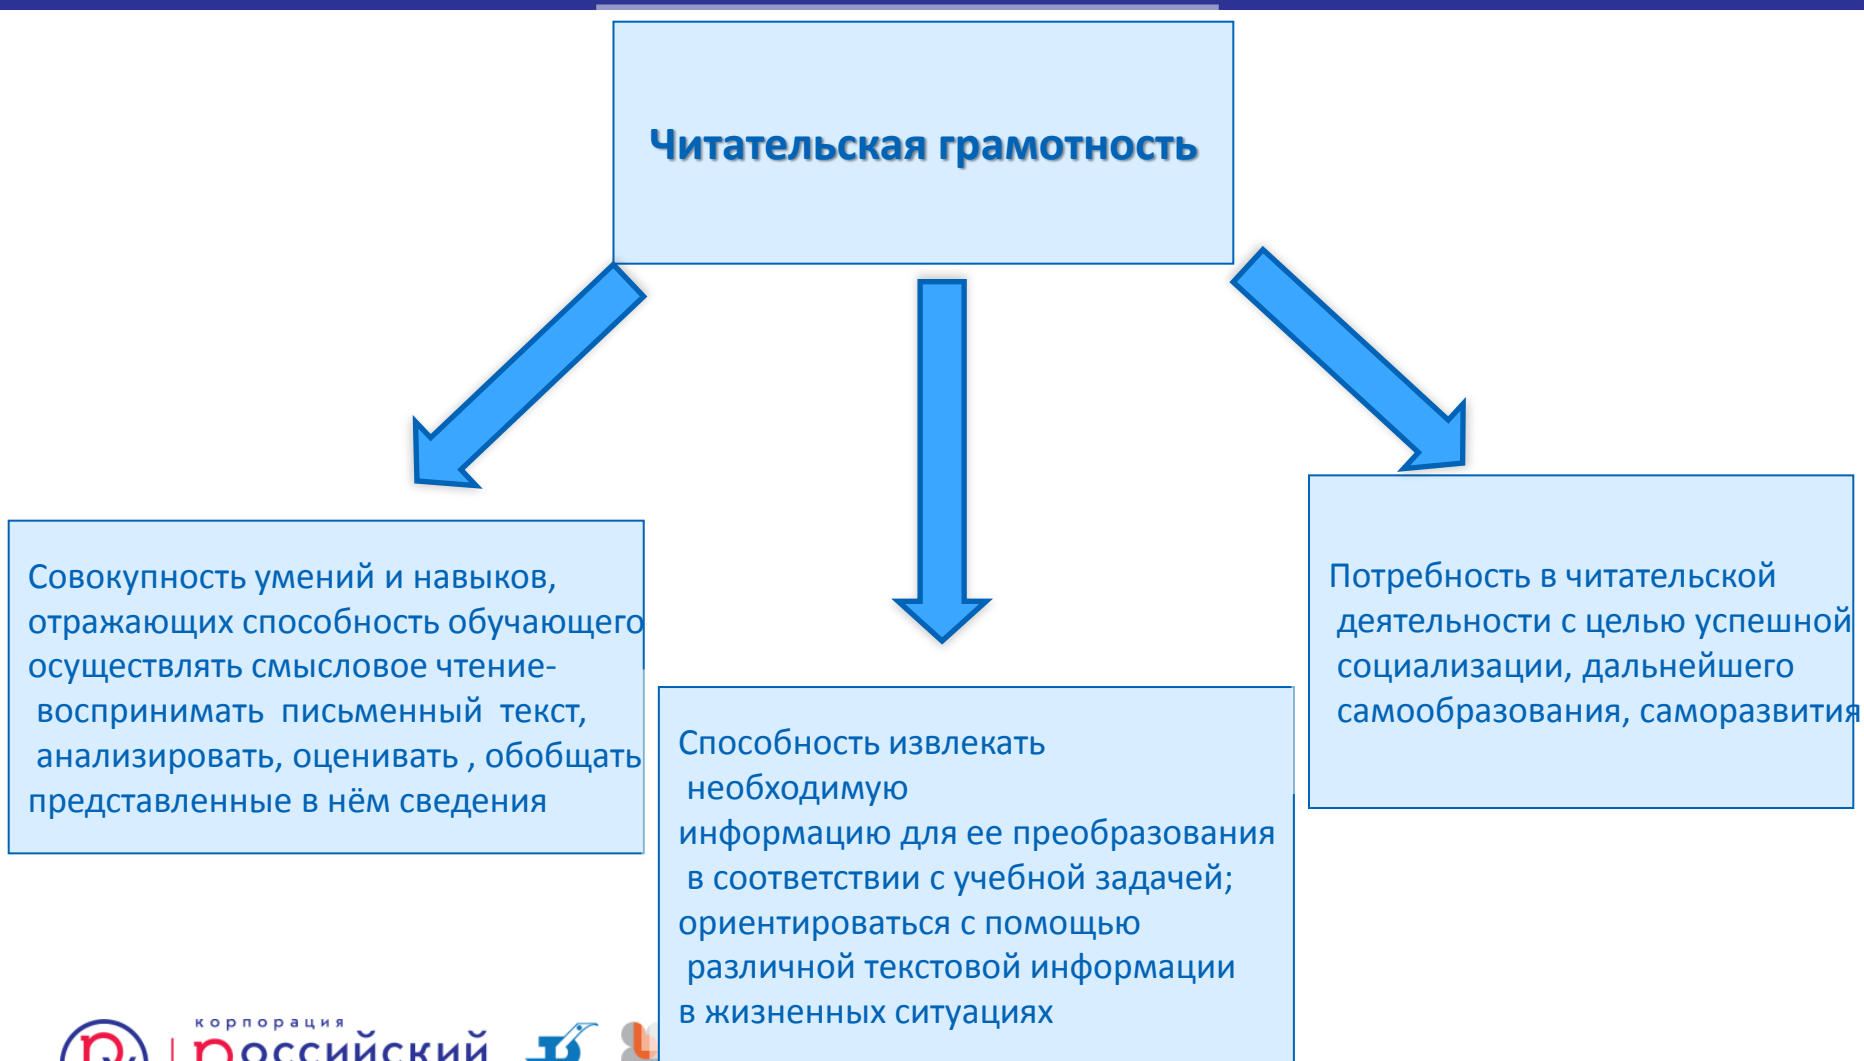 Читательская грамотность
Совокупность умений и навыков,
отражающих способность обучающего
осуществлять смысловое чтение-
воспринимать  письменный  текст,
анализировать, оценивать , обобщать
представленные в нём сведения
Способность извлекать
необходимую
информацию для ее преобразования
в соответствии с учебной задачей;
ориентироваться с помощью
различной текстовой информации
в жизненных ситуациях
Потребность в читательской
деятельности с целью успешной
социализации, дальнейшего
самообразования, саморазвития
корпорация
российский